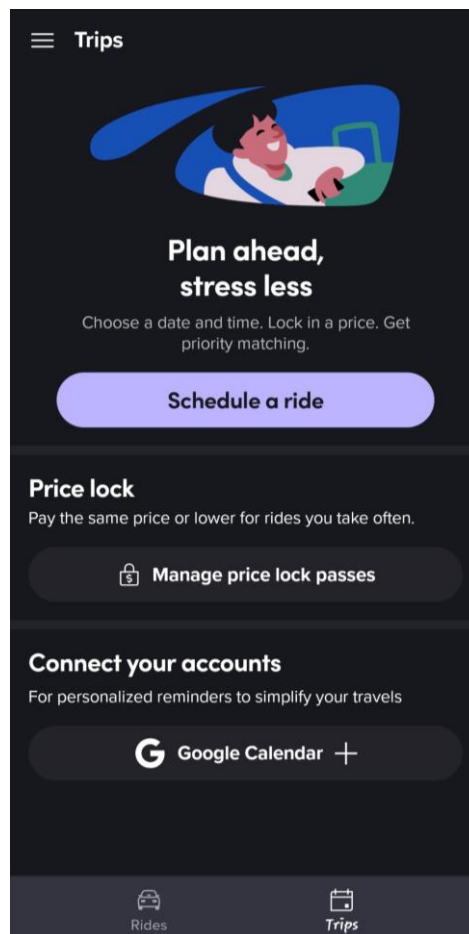 Trips
Plan ahead,
stress less
Choose a date and time. Lock in a price. Get
priority matching.
Schedule a ride
Price lock
Pay the same price or lower for rides you take often.
$ Manage price lock passes
Connect your accounts
For personalized reminders to simplify your travels
G Google Calendar +
Rides
Trips